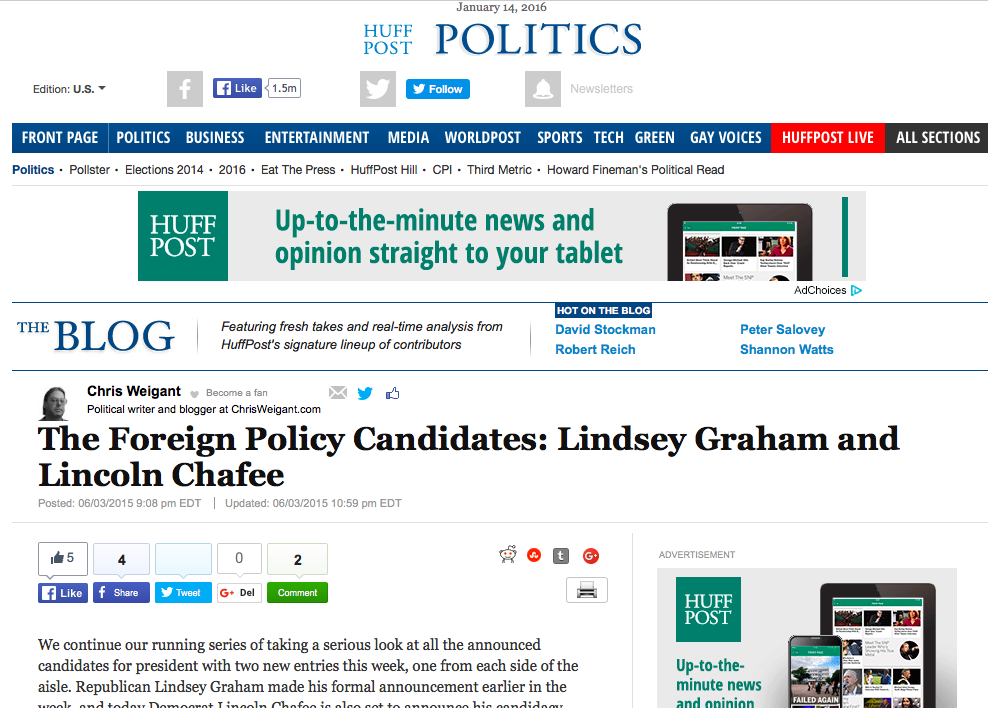 January 14, 2016
HUFF
POST
POLITICS
Edition: U.S.
Like
1.5m
Follow
Newsletters
FRONT PAGE POLITICS BUSINESS ENTERTAINMENT MEDIA WORLDPOST SPORTS TECH GREEN GAY VOICES HUFFPOST LIVE ALL SECTIONS
Politics · Pollster · Elections 2014 · 2016 · Eat The Press · HuffPost Hill · CPI · Third Metric · Howard Fineman's Political Read
HUFF
POST
Up-to-the-minute news and
opinion straight to your tablet
AdChoices
THE BLOG
Featuring fresh takes and real-time analysis from
HuffPost's signature lineup of contributors
HOT ON THE BLOG
David Stockman
Peter Salovey
Robert Reich
Shannon Watts
Chris Weigant
Become a fan
Political writer and blogger at ChrisWeigant.com
The Foreign Policy Candidates: Lindsey Graham and
Lincoln Chafee
Posted: 06/03/2015 9:08 pm EDT | Updated: 06/03/2015 10:59 pm EDT
5
4
0
2
Like
Share
Tweet
G+ Del
Comment
We continue our running series of taking a serious look at all the announced
candidates for president with two new entries this week, one from each side of the
aisle. Republican Lindsey Graham made his formal announcement earlier in the
week, and today Democrat Lincoln Chafee is also set to announce his candidacy.
ADVERTISEMENT
HUFF
POST
Up-to-the-
minute news
and opinion
FAILED AGAIN